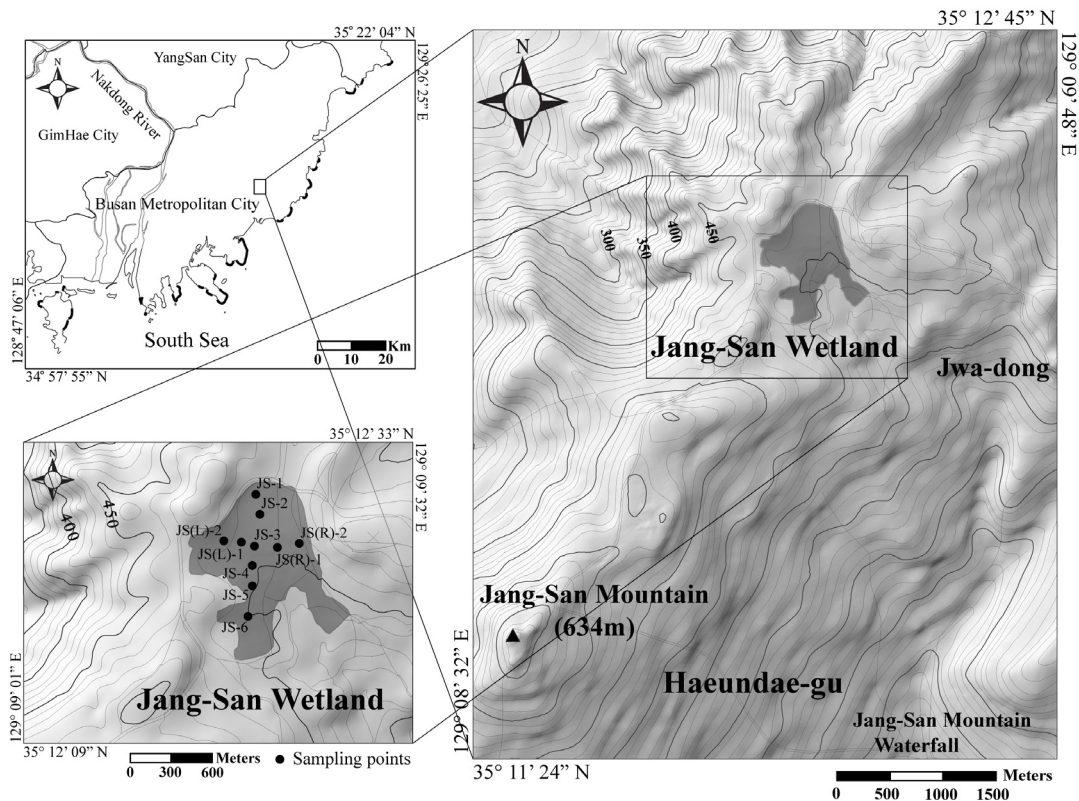 35° 22’ 04” N
129° 26’ 25” E
YangSan City
N
Nakdong River
GimHae City
Busan Metropolitan City
South Sea
Km
0 10 20
128° 47’ 06” E
34° 57’ 55” N
35° 12’ 45” N
129° 09’ 48” E
N
300
350
400
450
Jang-San Wetland
Jwa-dong
Jang-San Mountain
(634m)
Haeundae-gu
Jang-San Mountain
Waterfall
129° 08’ 32” E
35° 11’ 24” N
Meters
0 500 1000 1500
35° 12’ 33” N
129° 09’ 32” E
N
400
450
JS-1
JS-2
JS(L)-2
JS-3
JS(R)-2
JS(L)-1
JS(R)-1
JS-4
JS-5
JS-6
Jang-San Wetland
129° 09’ 01” E
35° 12’ 09” N
Meters
0 300 600
Sampling points